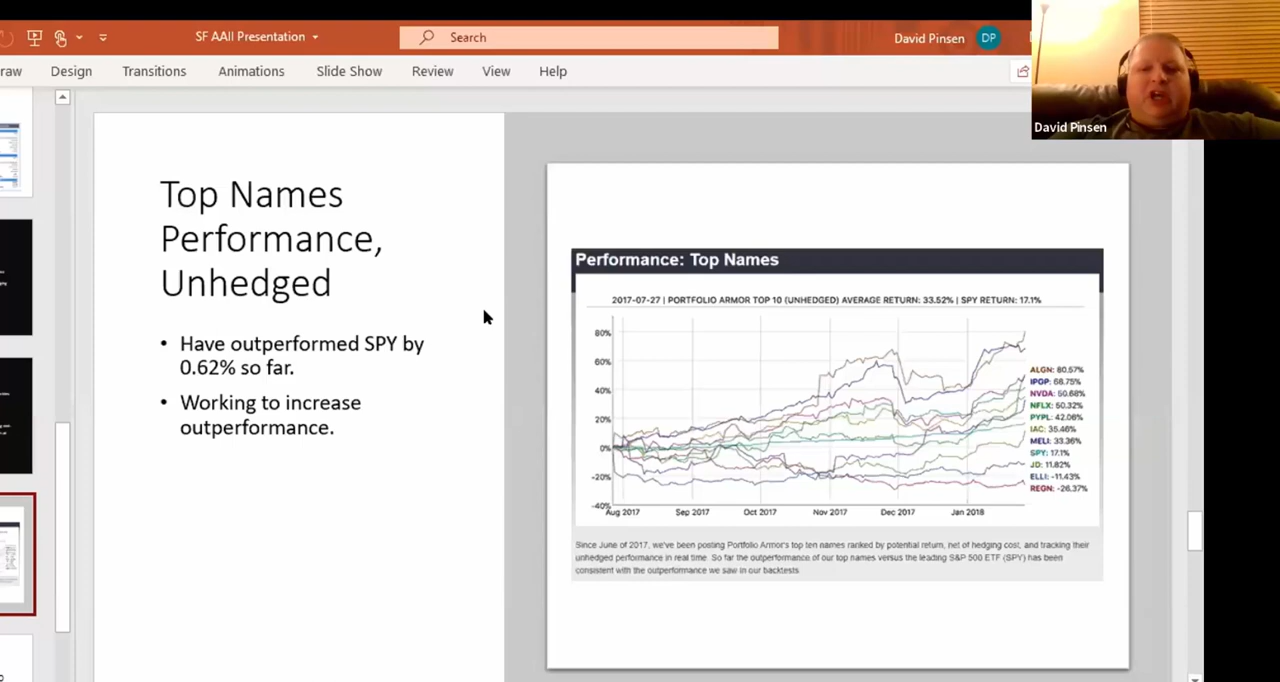 SF AAII Presentation
Search
David Pinsen
DP
raw
Design
Transitions
Animations
Slide Show
Review
View
Help
David Pinsen
Top Names
Performance,
Unhedged
• Have outperformed SPY by
0.62% so far.
• Working to increase
outperformance.
Performance: Top Names
2017-07-27 | PORTFOLIO ARMOR TOP 10 (UNHEDGED) AVERAGE RETURN: 33.52% | SPY RETURN: 17.1%
80%
60%
40%
20%
0%
-20%
-40%
Aug 2017
Sep 2017
Oct 2017
Nov 2017
Dec 2017
Jan 2018
ALGN: 80.57%
IPGP: 68.75%
NVDA: 50.68%
NFLX: 50.32%
PYPL: 42.06%
IAC: 35.46%
MELI: 33.36%
SPY: 17.1%
JD: 11.82%
ELLI: -11.43%
REGN: -26.37%
Since June of 2017, we've been posting Portfolio Armor's top ten names ranked by potential return, net of hedging cost, and tracking their
unhedged performance in real time. So far the outperformance of our top names versus the leading S&P 500 ETF (SPY) has been
consistent with the outperformance we saw in our backtests.